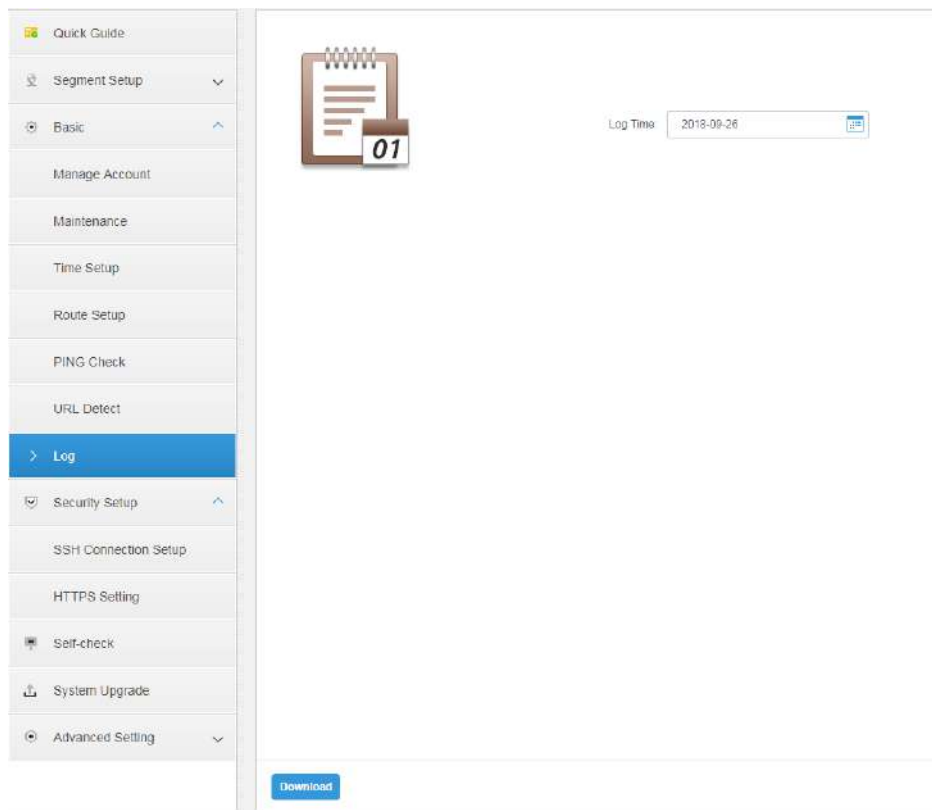 Quick Guide
Segment Setup
Basic
Manage Account
Maintenance
Time Setup
Route Setup
PING Check
URL Detect
Log
Security Setup
SSH Connection Setup
HTTPS Setting
Self-check
System Upgrade
Advanced Setting
01
Log Time 2018-09-26
Download